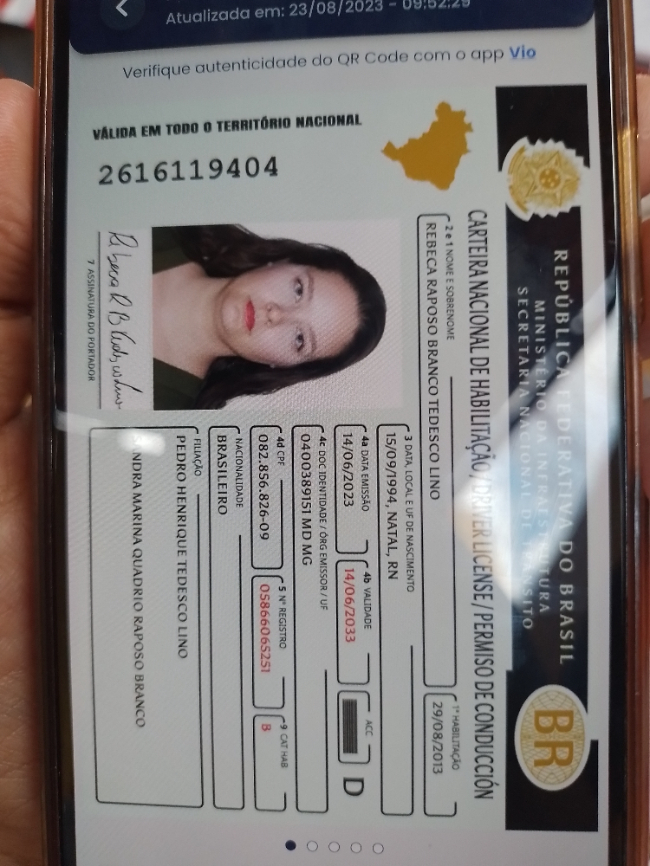 Atualizada em: 23/08/2023 - 09:52:29
Verifique autenticidade do QR Code com o app Vio
REPÚBLICA FEDERATIVA DO BRASIL
MINISTÉRIO DA INFRAESTRUTURA
SECRETARIA NACIONAL DE TRÂNSITO
BR
CARTEIRA NACIONAL DE HABILITAÇÃO / DRIVER LICENSE / PERMISO DE CONDUCCIÓN
VÁLIDA EM TODO O TERRITÓRIO NACIONAL
2616119404
2 e 1 NOME E SOBRENOME
REBECA RAPOSO BRANCO TEDESCO LINO
1ª HABILITAÇÃO
29/08/2013
3 DATA, LOCAL E UF DE NASCIMENTO
15/09/1994, NATAL, RN
4a DATA EMISSÃO
14/06/2023
4b VALIDADE
14/06/2033
ACC
D
4c DOC IDENTIDADE / ÓRG EMISSOR / UF
0400389151 MD MG
4d CPF
082.856.826-09
5 Nº REGISTRO
05866065251
9 CAT HAB
B
NACIONALIDADE
BRASILEIRO
FILIAÇÃO
PEDRO HENRIQUE TEDESCO LINO
MARINA QUADRIO RAPOSO BRANCO
7 ASSINATURA DO PORTADOR